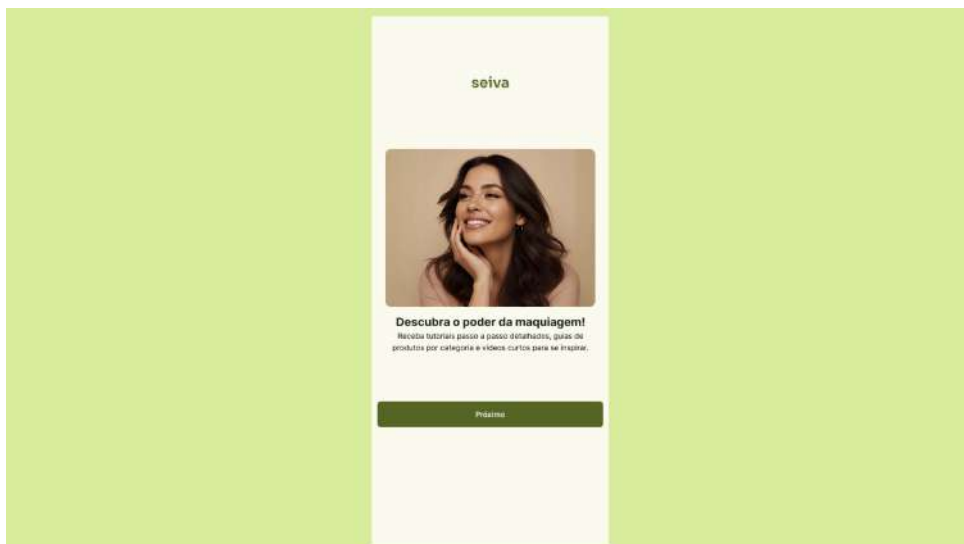 seiva
Descubra o poder da maquiagem!
Receba tutoriais passo a passo detalhados, guias de
produtos por categoria e vídeos curtos para se inspirar.
Próximo